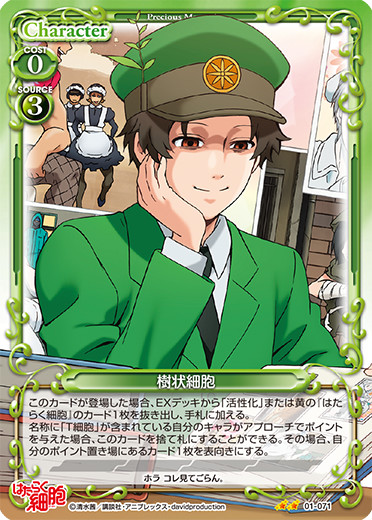 Precious M
Character
COST
0
SOURCE
3
樹状細胞
このカードが登場した場合、EXデッキから「活性化」または黄の「はた
らく細胞」のカード1枚を抜き出し、手札に加える。
名称に「T細胞」が含まれている自分のキャラがアプローチでポイント
を与えた場合、このカードを捨て札にすることができる。その場合、自
分のポイント置き場にあるカード1枚を表向きにする。
ホラ コレ見てごらん。
はたらく
細胞
©清水茜/講談社・アニプレックス・davidproduction
01-071